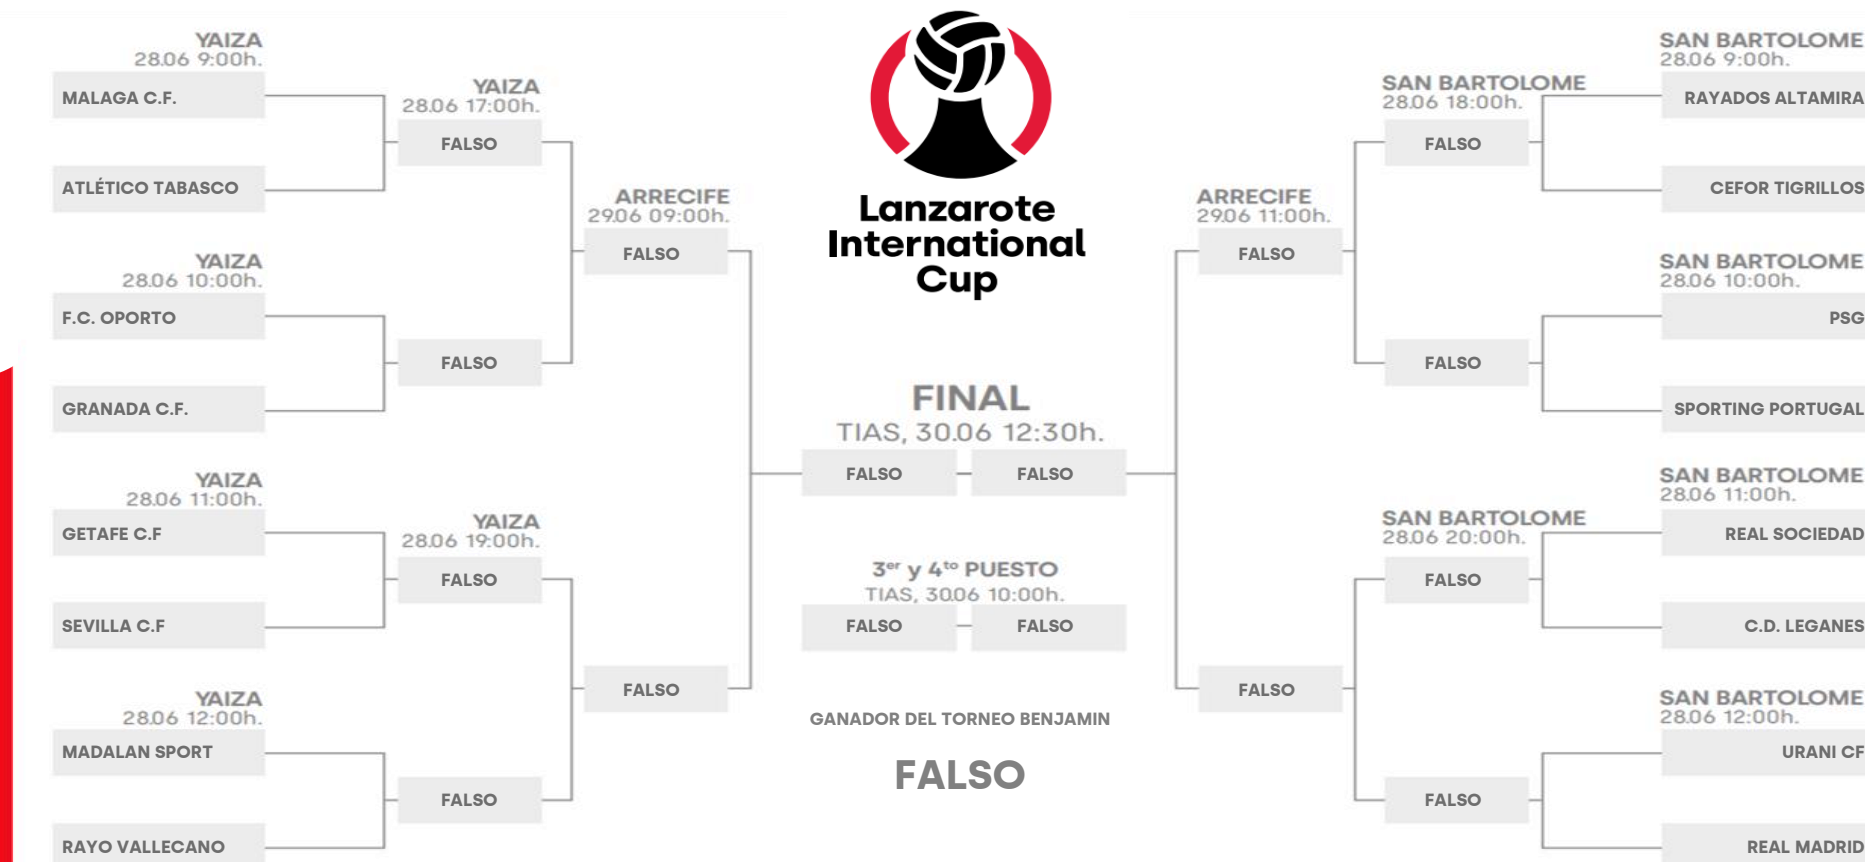 YAIZA
28.06 9:00h.
MALAGA C.F.
ATLÉTICO TABASCO
YAIZA
28.06 10:00h.
F.C. OPORTO
GRANADA C.F.
YAIZA
28.06 11:00h.
GETAFE C.F
SEVILLA C.F
YAIZA
28.06 12:00h.
MADALAN SPORT
RAYO VALLECANO
YAIZA
28.06 17:00h.
FALSO
FALSO
YAIZA
28.06 19:00h.
FALSO
FALSO
ARRECIFE
29.06 09:00h.
FALSO
FALSO
Lanzarote
International
Cup
FINAL
TIAS, 30.06 12:30h.
FALSO FALSO
3er y 4to PUESTO
TIAS, 30.06 10:00h.
FALSO FALSO
GANADOR DEL TORNEO BENJAMIN
FALSO
ARRECIFE
29.06 11:00h.
FALSO
FALSO
SAN BARTOLOME
28.06 18:00h.
FALSO
FALSO
SAN BARTOLOME
28.06 20:00h.
FALSO
FALSO
SAN BARTOLOME
28.06 9:00h.
RAYADOS ALTAMIRA
CEFOR TIGRILLOS
SAN BARTOLOME
28.06 10:00h.
PSG
SPORTING PORTUGAL
SAN BARTOLOME
28.06 11:00h.
REAL SOCIEDAD
C.D. LEGANES
SAN BARTOLOME
28.06 12:00h.
URANI CF
REAL MADRID